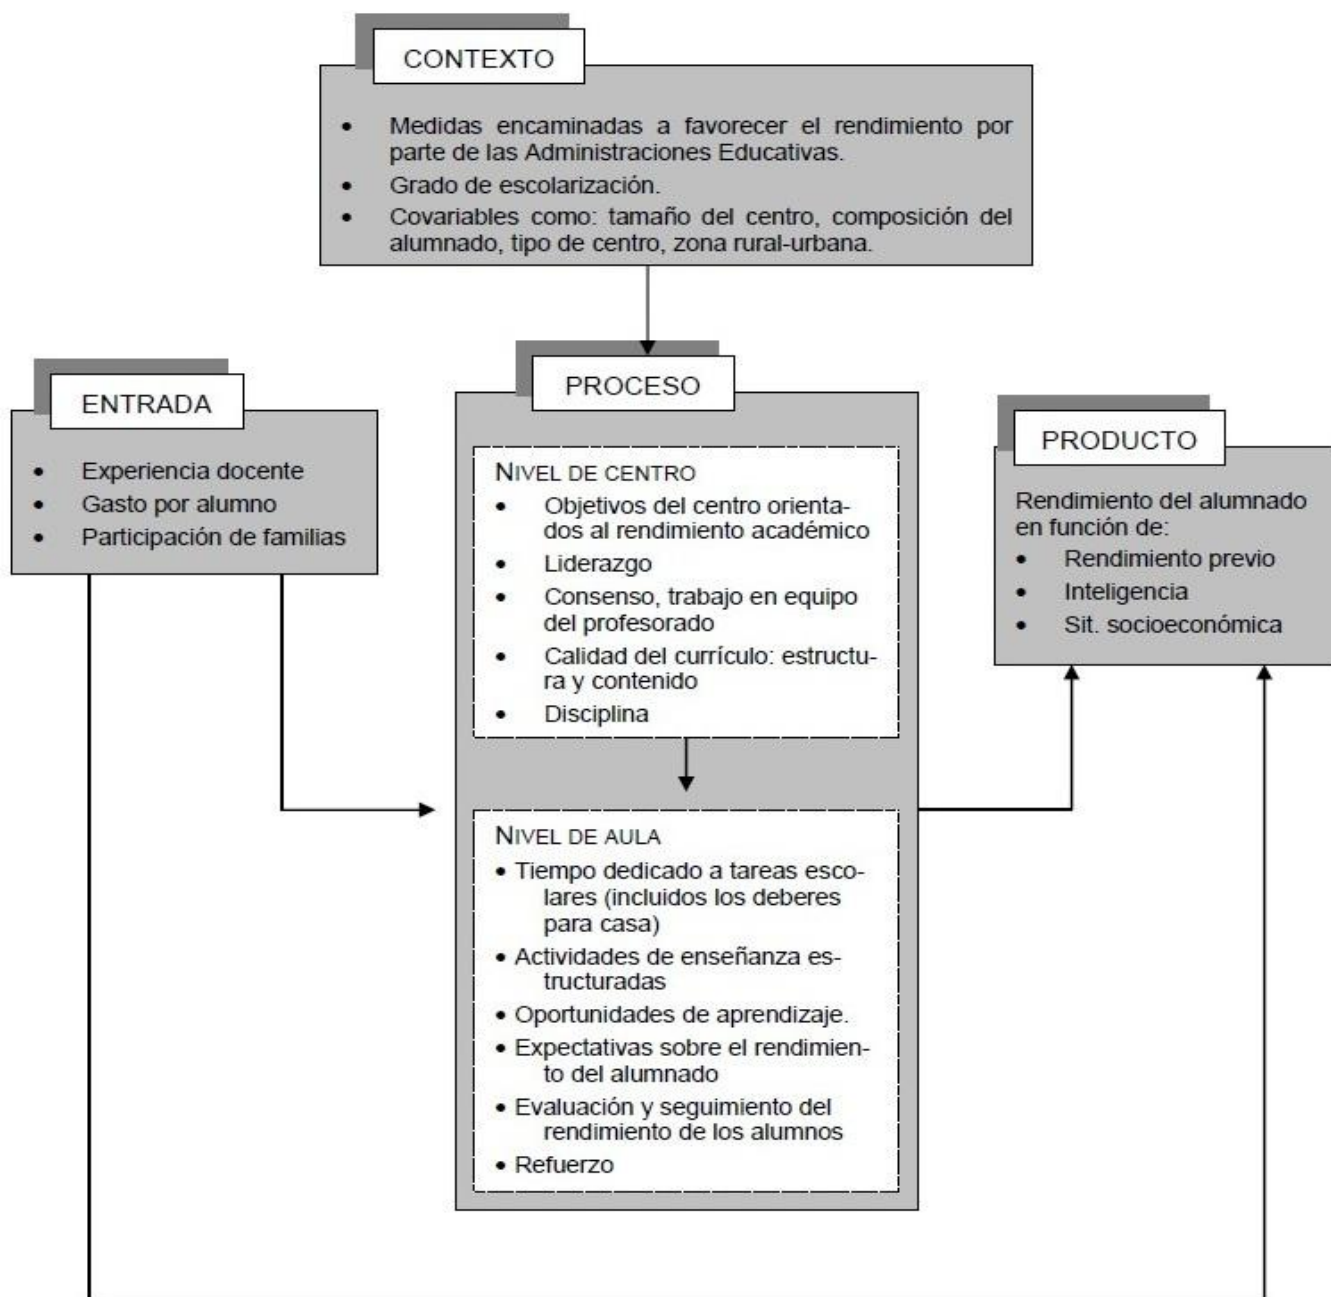 CONTEXTO
• Medidas encaminadas a favorecer el rendimiento por
parte de las Administraciones Educativas.
• Grado de escolarización.
• Covariables como: tamaño del centro, composición del
alumnado, tipo de centro, zona rural-urbana.
ENTRADA
• Experiencia docente
• Gasto por alumno
• Participación de familias
PROCESO
NIVEL DE CENTRO
• Objetivos del centro orienta-
dos al rendimiento académico
• Liderazgo
• Consenso, trabajo en equipo
del profesorado
• Calidad del currículo: estructu-
ra y contenido
• Disciplina
NIVEL DE AULA
• Tiempo dedicado a tareas esco-
lares (incluidos los deberes
para casa)
• Actividades de enseñanza es-
tructuradas
• Oportunidades de aprendizaje.
• Expectativas sobre el rendimien-
to del alumnado
• Evaluación y seguimiento del
rendimiento de los alumnos
• Refuerzo
PRODUCTO
Rendimiento del alumnado
en función de:
• Rendimiento previo
• Inteligencia
• Sit. socioeconómica